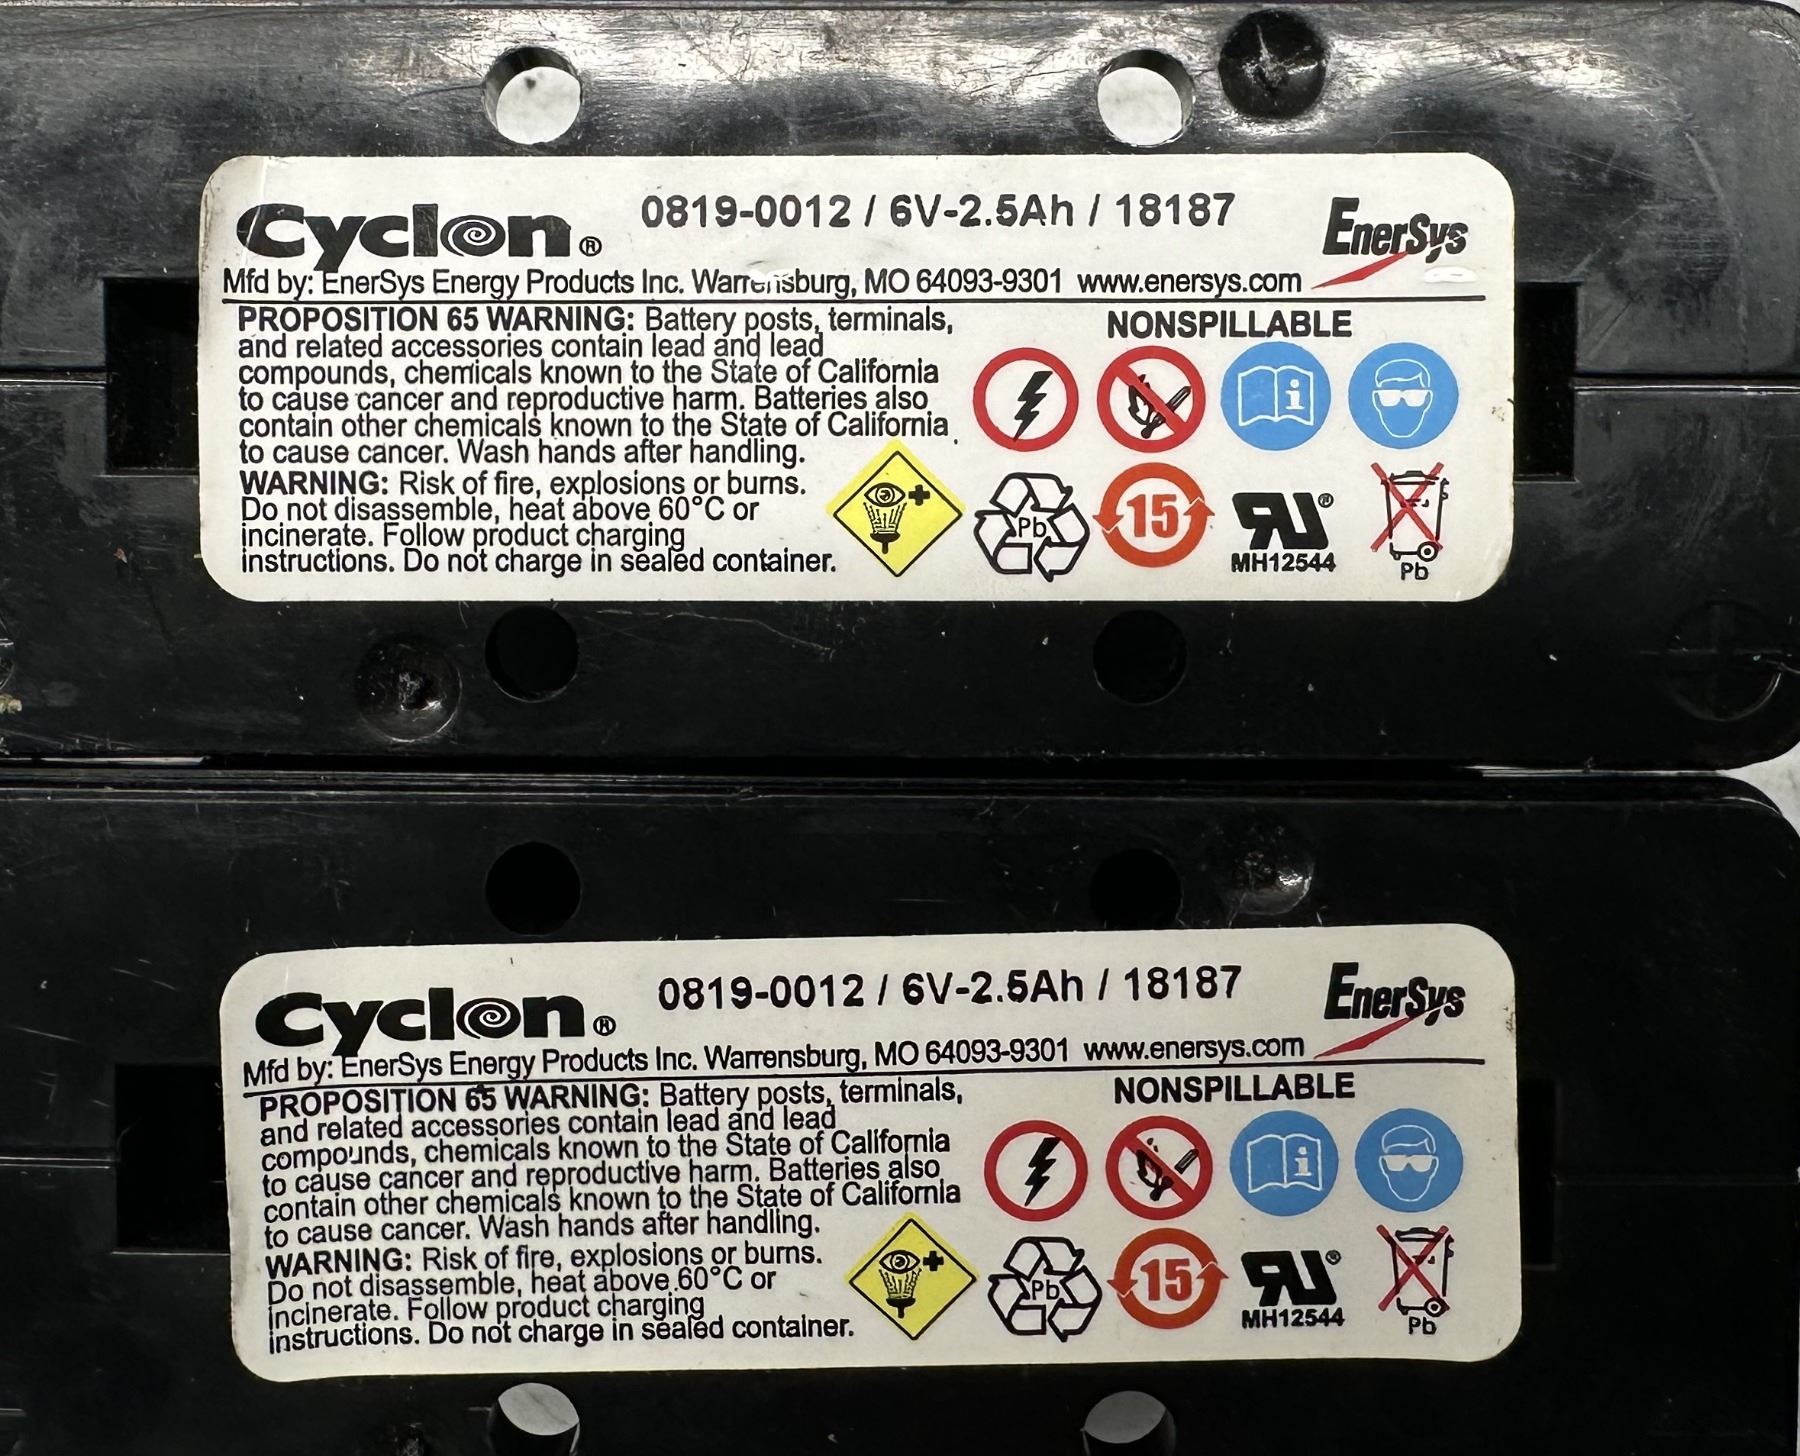 Cyclon® 0819-0012 / 6V-2.5Ah / 18187 EnerSys
Mfd by: EnerSys Energy Products Inc. Warrensburg, MO 64093-9301 www.enersys.com
PROPOSITION 65 WARNING: Battery posts, terminals,
and related accessories contain lead and lead
compounds, chemicals known to the State of California
to cause cancer and reproductive harm. Batteries also
contain other chemicals known to the State of California
to cause cancer. Wash hands after handling.
WARNING: Risk of fire, explosions or burns.
Do not disassemble, heat above 60°C or
incinerate. Follow product charging
instructions. Do not charge in sealed container.
NONSPILLABLE
i
Pb
15
RU®
MH12544
Pb
Cyclon® 0819-0012 / 6V-2.5Ah / 18187 EnerSys
Mfd by: EnerSys Energy Products Inc. Warrensburg, MO 64093-9301 www.enersys.com
PROPOSITION 65 WARNING: Battery posts, terminals,
and related accessories contain lead and lead
compounds, chemicals known to the State of California
to cause cancer and reproductive harm. Batteries also
contain other chemicals known to the State of California
to cause cancer. Wash hands after handling.
WARNING: Risk of fire, explosions or burns.
Do not disassemble, heat above 60°C or
incinerate. Follow product charging
instructions. Do not charge in sealed container.
NONSPILLABLE
i
Pb
15
RU®
MH12544
Pb